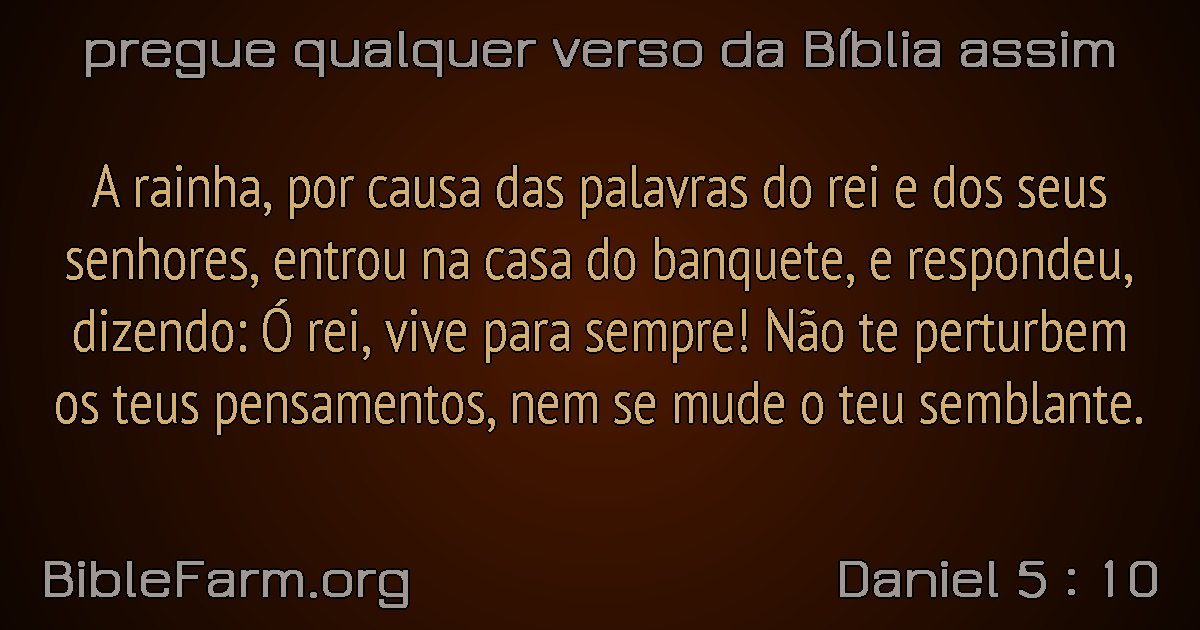 pregue qualquer verso da Bíblia assim
A rainha, por causa das palavras do rei e dos seus
senhores, entrou na casa do banquete, e respondeu,
dizendo: Ó rei, vive para sempre! Não te perturbem
os teus pensamentos, nem se mude o teu semblante.
BibleFarm.org
Daniel 5 : 10